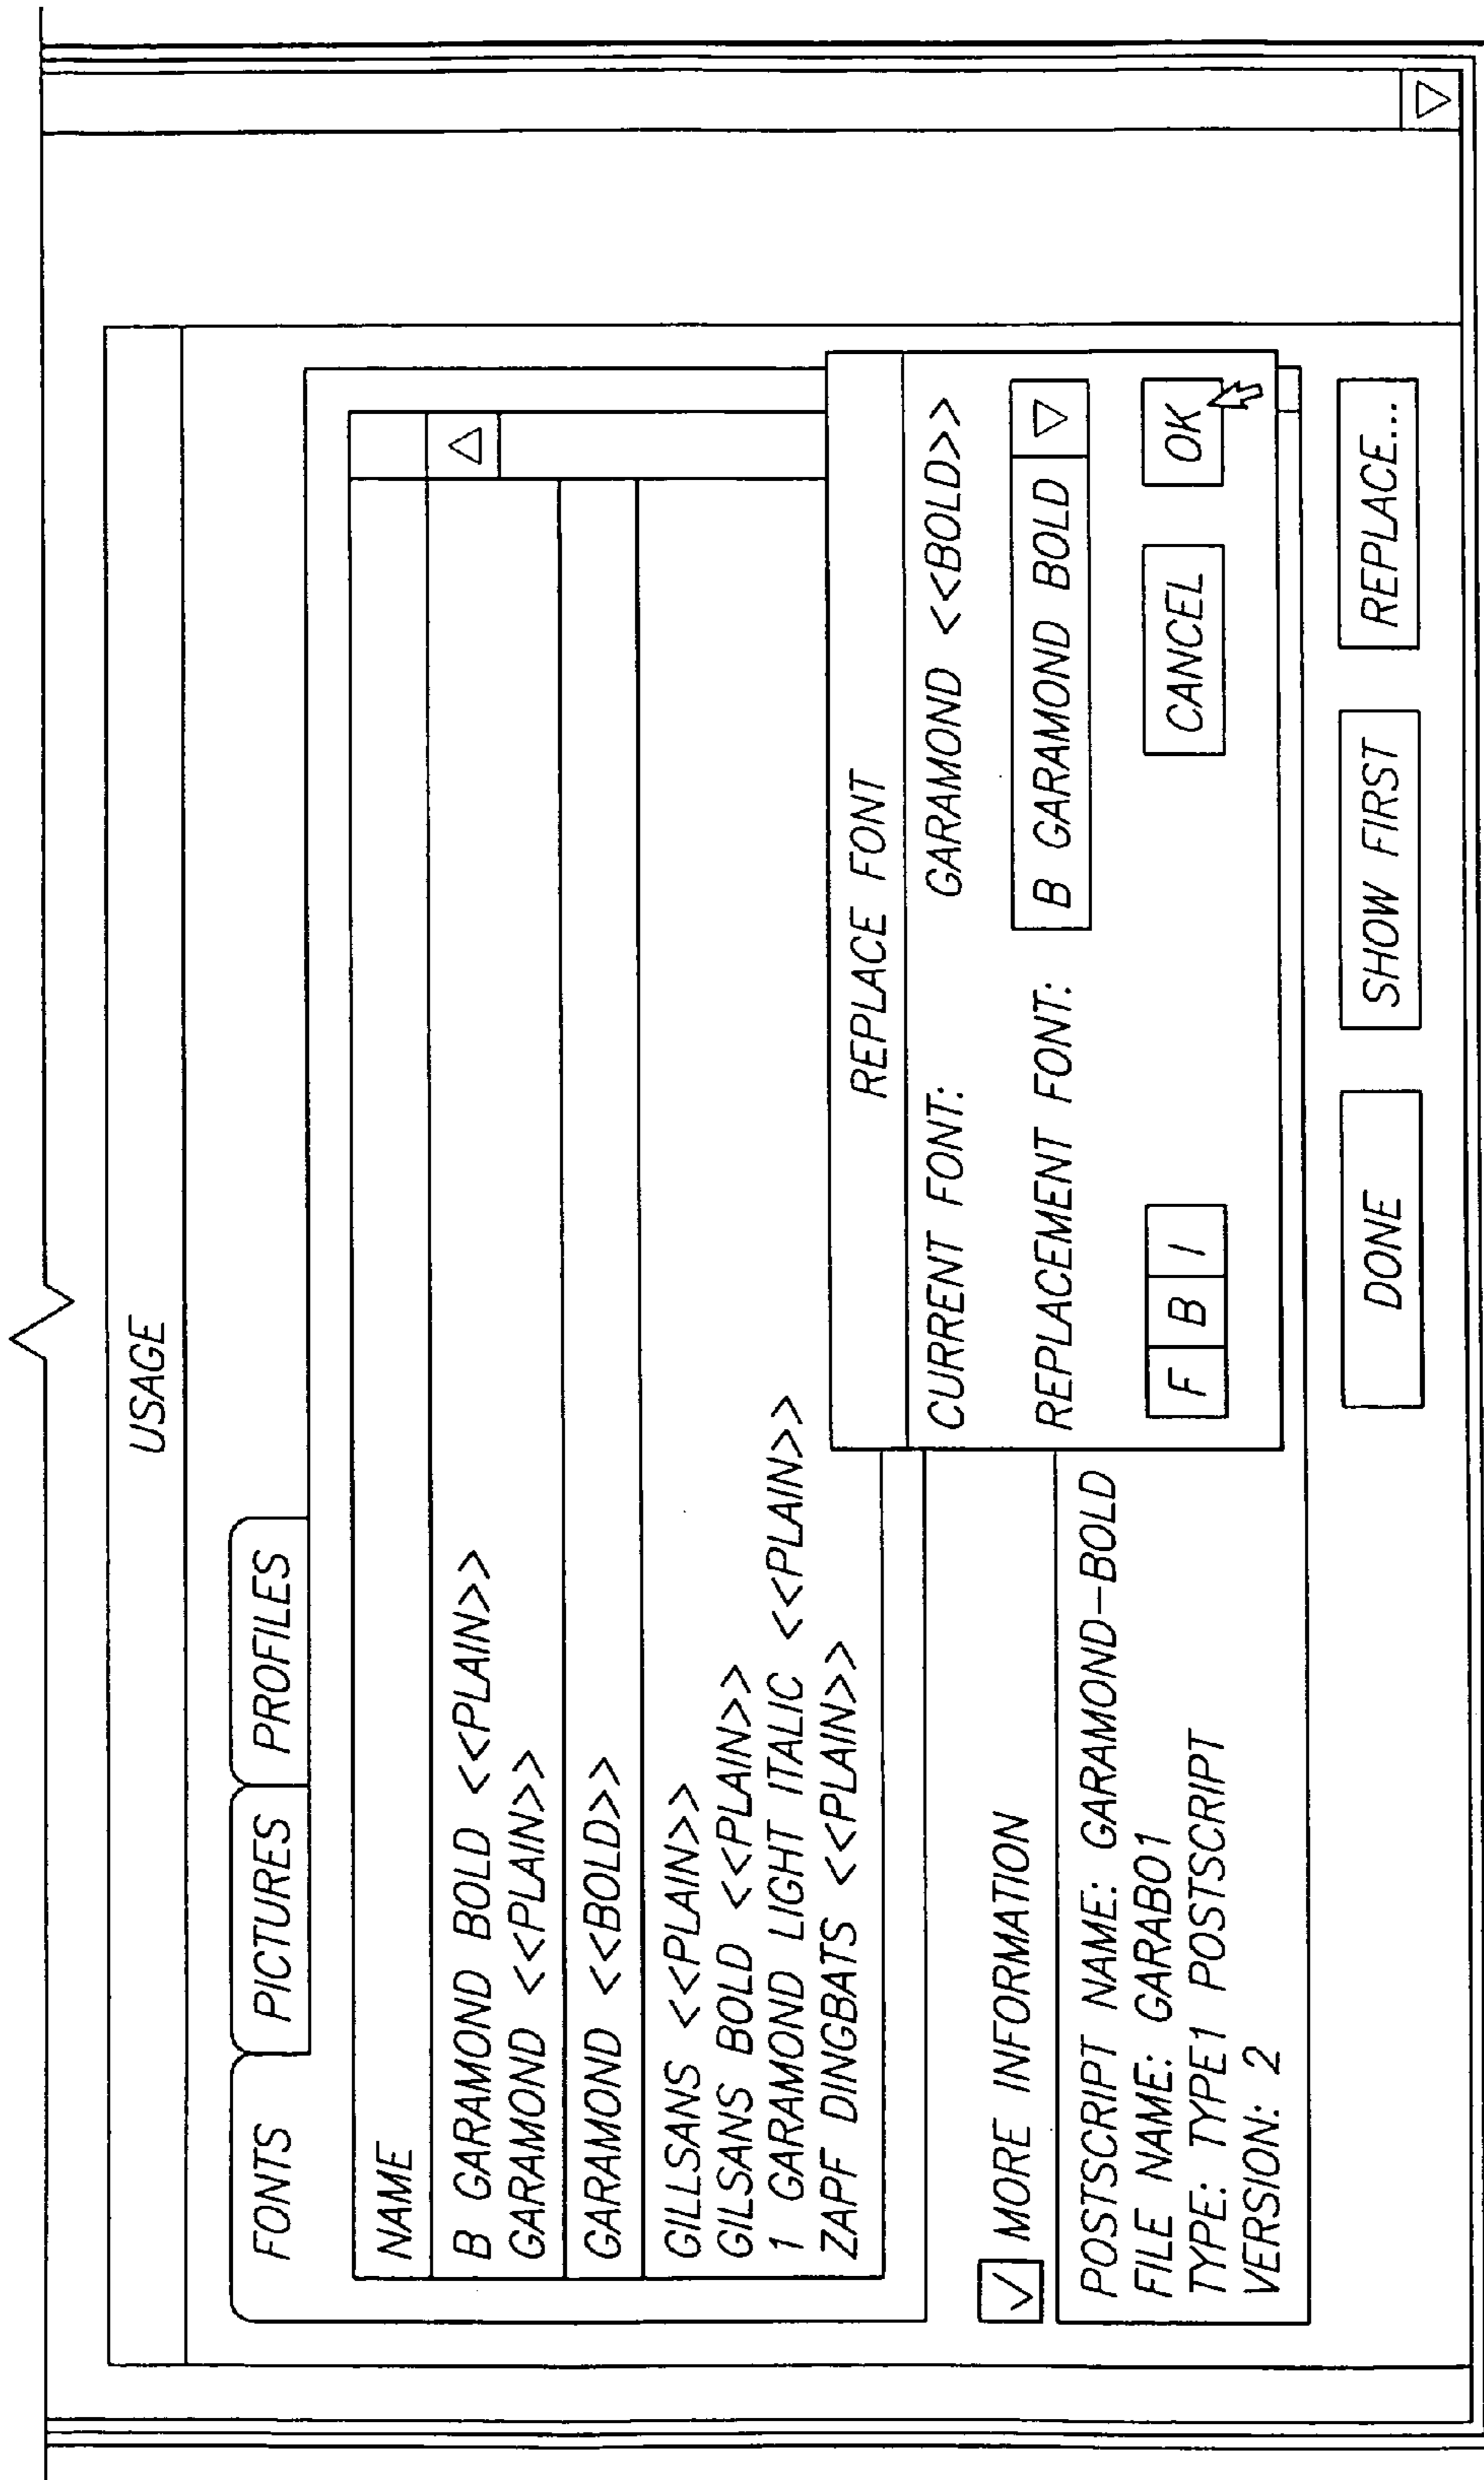 USAGE
FONTS PICTURES PROFILES
NAME
B GARAMOND BOLD <<PLAIN>>
GARAMOND <<PLAIN>>
GARAMOND <<BOLD>>
GILLSANS <<PLAIN>>
GILSANS BOLD <<PLAIN>>
1 GARAMOND LIGHT ITALIC <<PLAIN>>
ZAPF DINGBATS <<PLAIN>>
REPLACE FONT
CURRENT FONT: GARAMOND <<BOLD>>
REPLACEMENT FONT: B GARAMOND BOLD
F B I CANCEL OK
MORE INFORMATION
POSTSCRIPT NAME: GARAMOND-BOLD
FILE NAME: GARABO1
TYPE: TYPE1 POSTSCRIPT
VERSION: 2
DONE SHOW FIRST REPLACE...